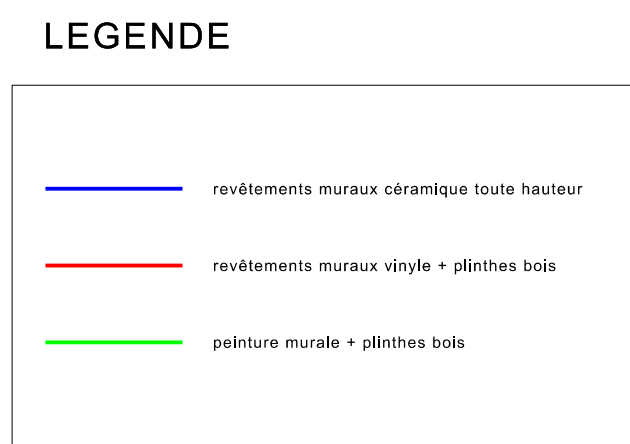 LEGENDE
revêtements muraux céramique toute hauteur
revêtements muraux vinyle + plinthes bois
peinture murale + plinthes bois